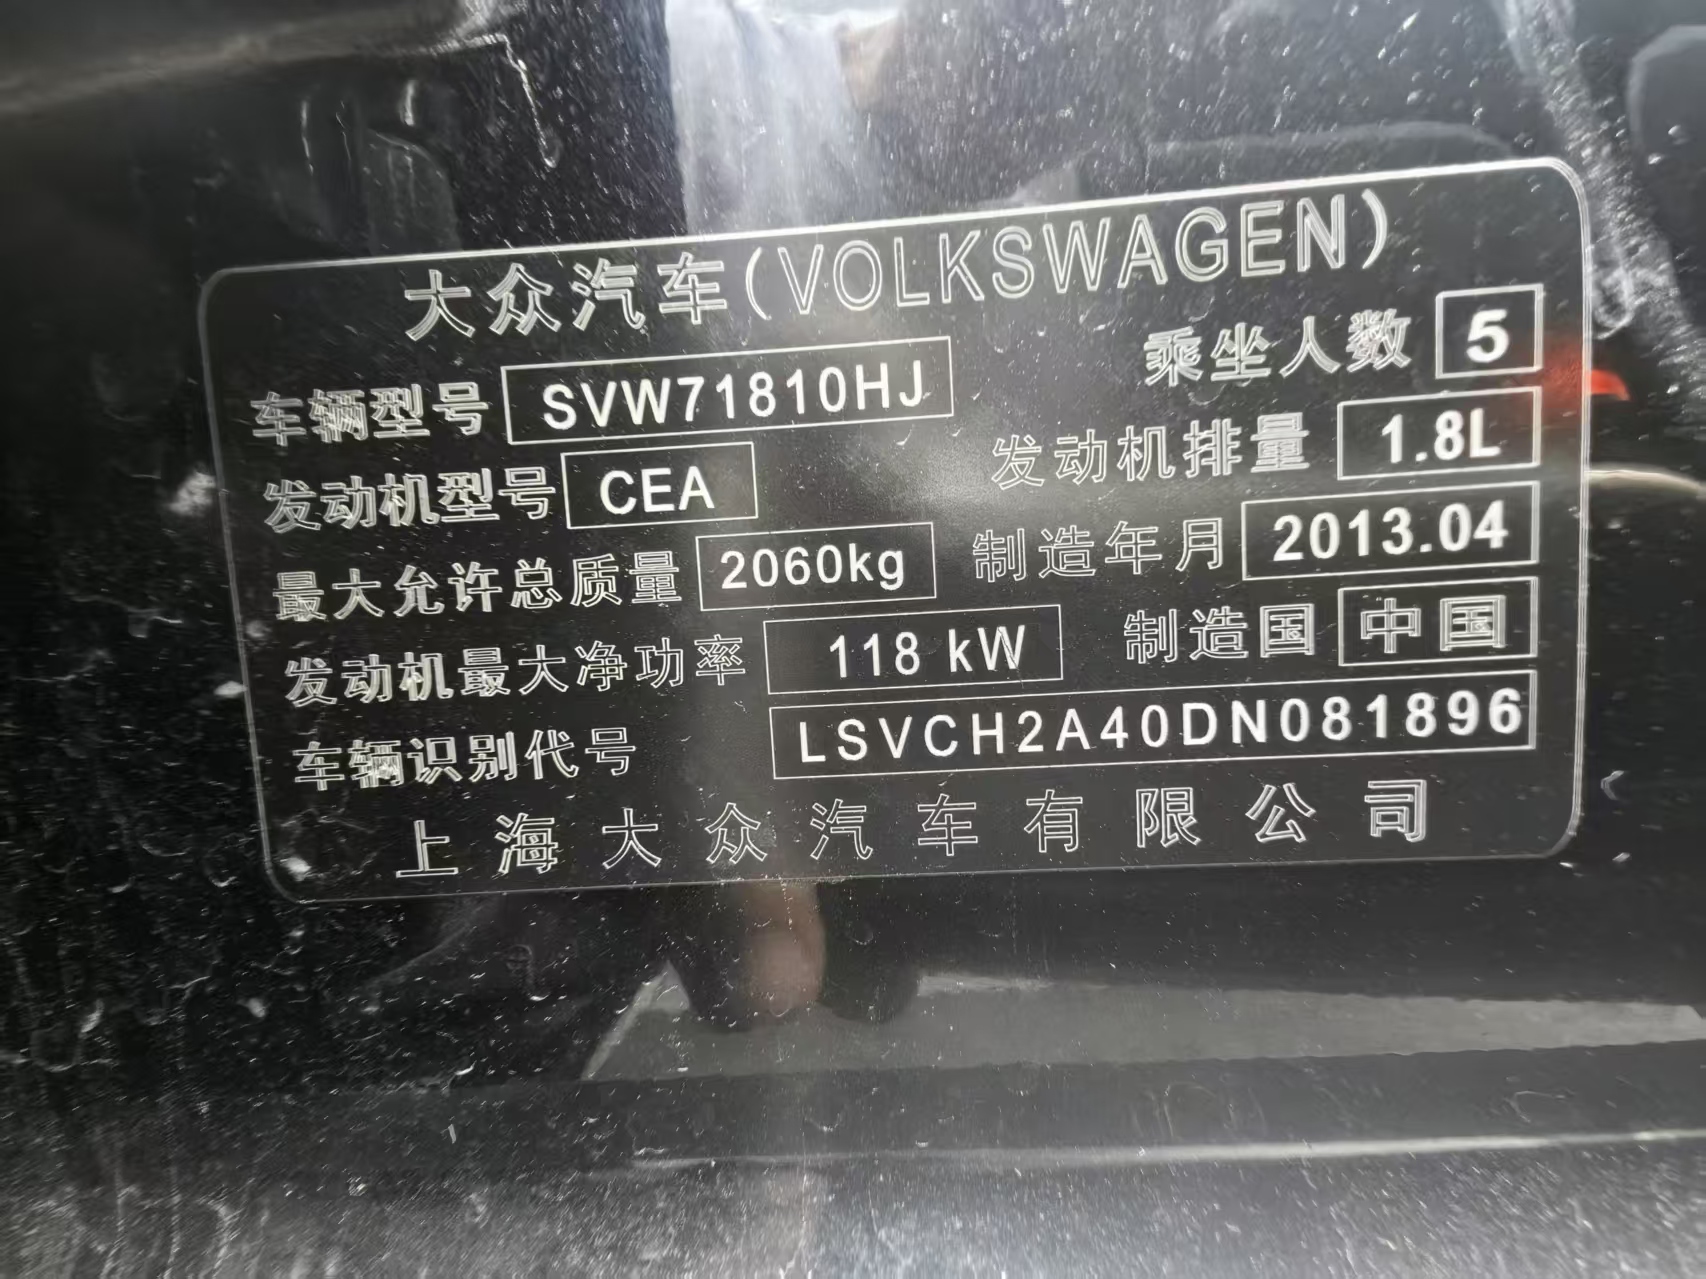 大众汽车(VOLKSWAGEN)
乘坐人数 5
车辆型号 SVW71810HJ
发动机排量 1.8L
发动机型号 CEA
制造年月 2013.04
最大允许总质量 2060kg
制造国 中国
发动机最大净功率 118 kW
车辆识别代号 LSVCH2A40DN081896
上海大众汽车有限公司